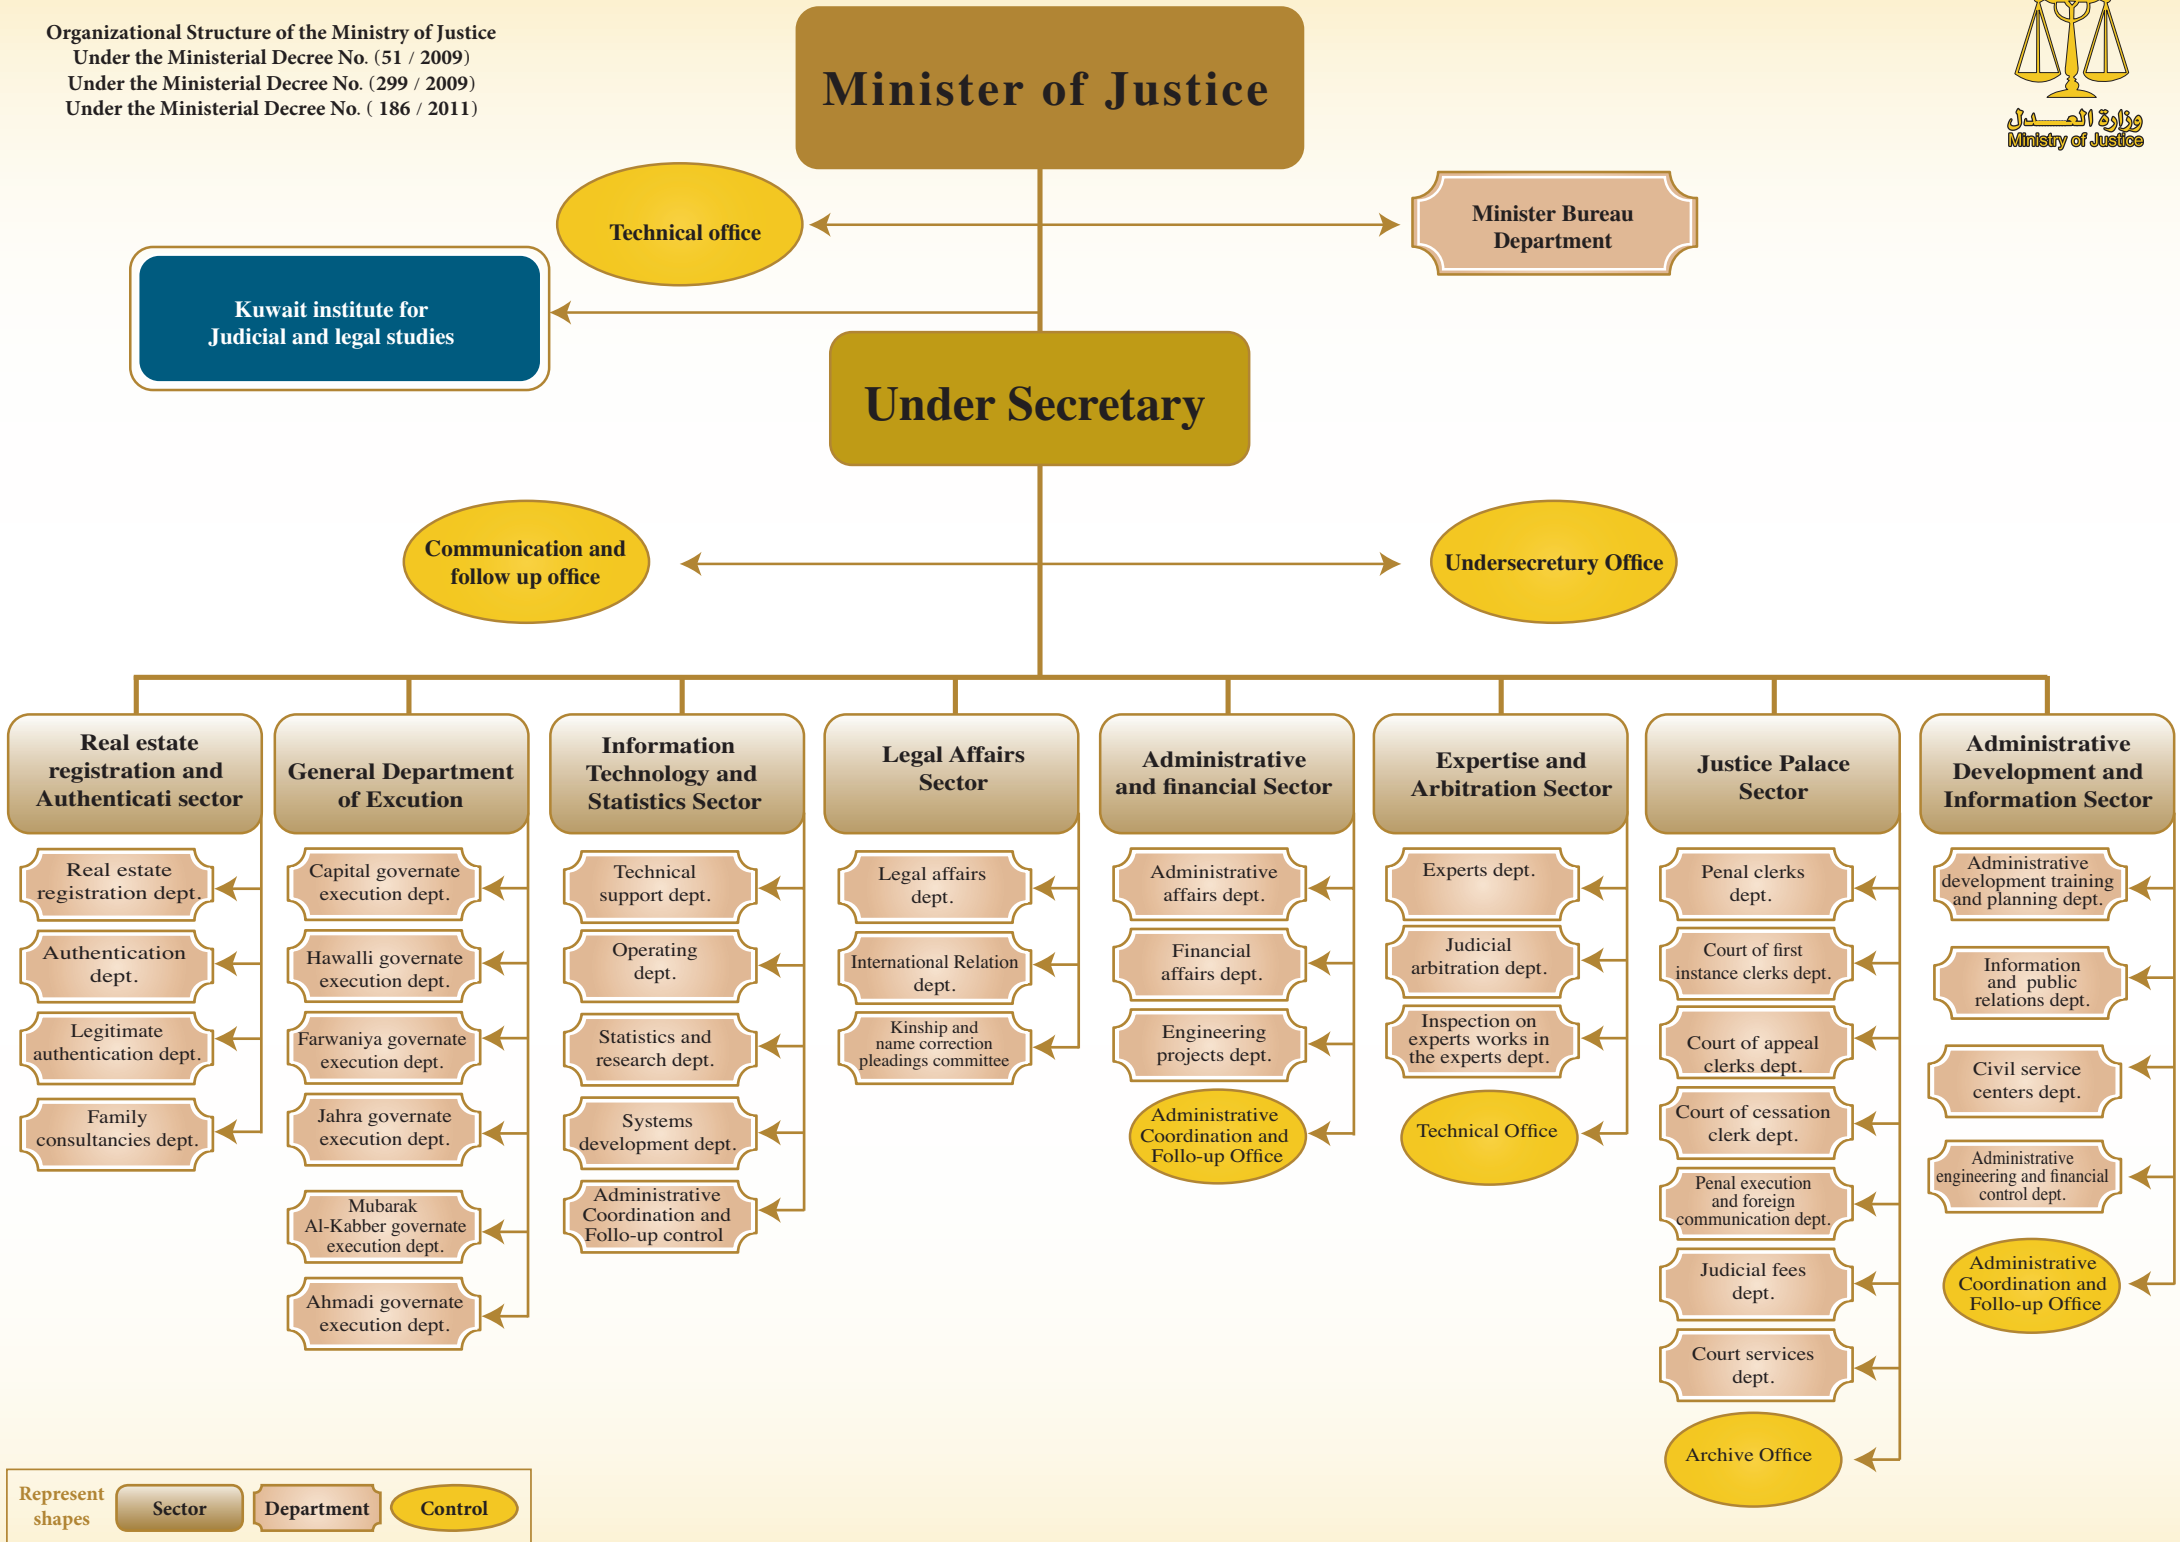 Organizational Structure of the Ministry of Justice
Under the Ministerial Decree No. (51 / 2009)
Under the Ministerial Decree No. (299 / 2009)
Under the Ministerial Decree No. ( 186 / 2011)
وزارة العـــدل
Ministry of Justice
Minister of Justice
Technical office
Minister Bureau
Department
Kuwait institute for
Judicial and legal studies
Under Secretary
Communication and
follow up office
Undersecretury Office
Real estate
registration and
Authenticati sector
Real estate
registration dept.
Authentication
dept.
Legitimate
authentication dept.
Family
consultancies dept.
General Department
of Excution
Capital governate
execution dept.
Hawalli governate
execution dept.
Farwaniya governate
execution dept.
Jahra governate
execution dept.
Mubarak
Al-Kabber governate
execution dept.
Ahmadi governate
execution dept.
Information
Technology and
Statistics Sector
Technical
support dept.
Operating
dept.
Statistics and
research dept.
Systems
development dept.
Administrative
Coordination and
Follo-up control
Legal Affairs
Sector
Legal affairs
dept.
International Relation
dept.
Kinship and
name correction
pleadings committee
Administrative
and financial Sector
Administrative
affairs dept.
Financial
affairs dept.
Engineering
projects dept.
Administrative
Coordination and
Follo-up Office
Expertise and
Arbitration Sector
Experts dept.
Judicial
arbitration dept.
Inspection on
experts works in
the experts dept.
Technical Office
Justice Palace
Sector
Penal clerks
dept.
Court of first
instance clerks dept.
Court of appeal
clerks dept.
Court of cessation
clerk dept.
Penal execution
and foreign
communication dept.
Judicial fees
dept.
Court services
dept.
Archive Office
Administrative
Development and
Information Sector
Administrative
development training
and planning dept.
Information
and public
relations dept.
Civil service
centers dept.
Administrative
engineering and financial
control dept.
Administrative
Coordination and
Follo-up Office
Represent
shapes
Sector
Department
Control